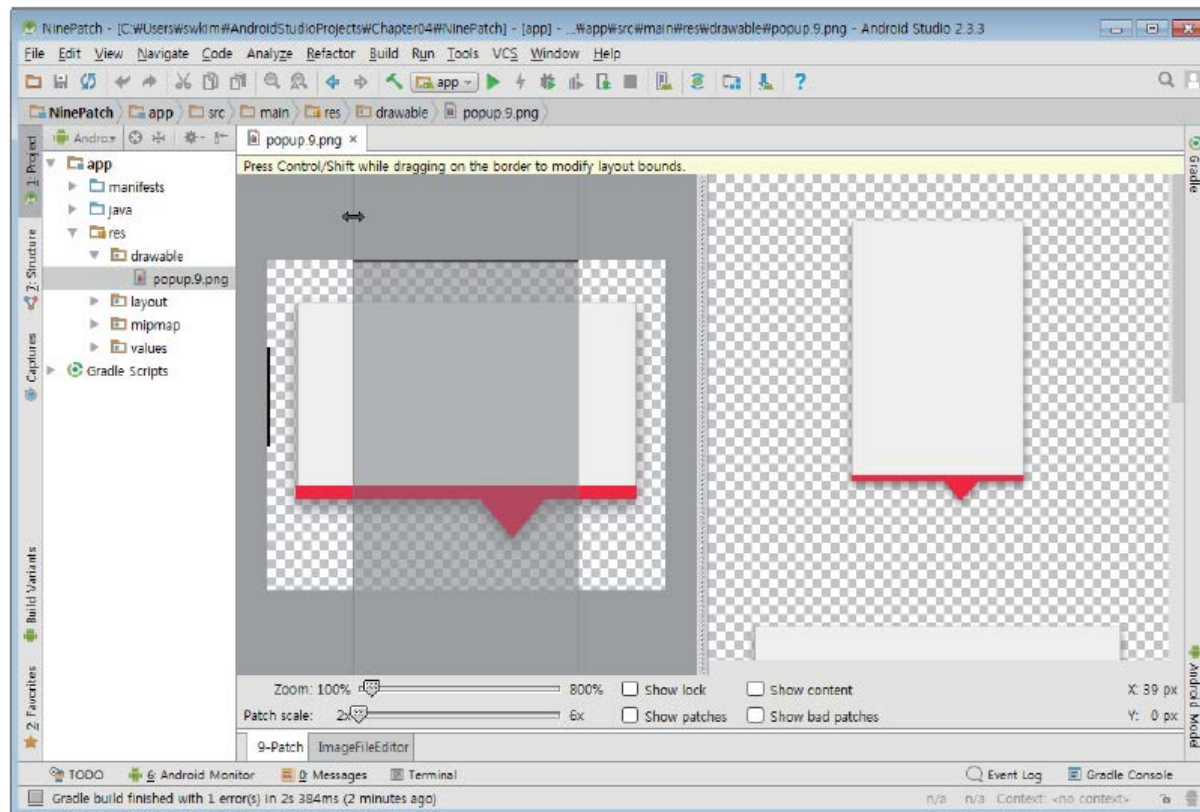 NinePatch - [C:₩Users₩swkim₩AndroidStudioProjects₩Chapter04₩NinePatch] - [app] - ...₩app₩src₩main₩res₩drawable₩popup.9.png - Android Studio 2.3.3
File Edit View Navigate Code Analyze Refactor Build Run Tools VCS Window Help
app
NinePatch app src main res drawable popup.9.png
1: Project
7: Structure
Captures
Build Variants
2: Favorites
Androi
popup.9.png
Press Control/Shift while dragging on the border to modify layout bounds.
app
manifests
java
res
drawable
popup.9.png
layout
mipmap
values
Gradle Scripts
Gradle
Android Model
Zoom: 100% 800% Show lock Show content X: 39 px
Patch scale: 2x 6x Show patches Show bad patches Y: 0 px
9-Patch ImageFileEditor
TODO 6: Android Monitor 0: Messages Terminal Event Log Gradle Console
Gradle build finished with 1 error(s) in 2s 384ms (2 minutes ago) n/a n/a Context: <no context>